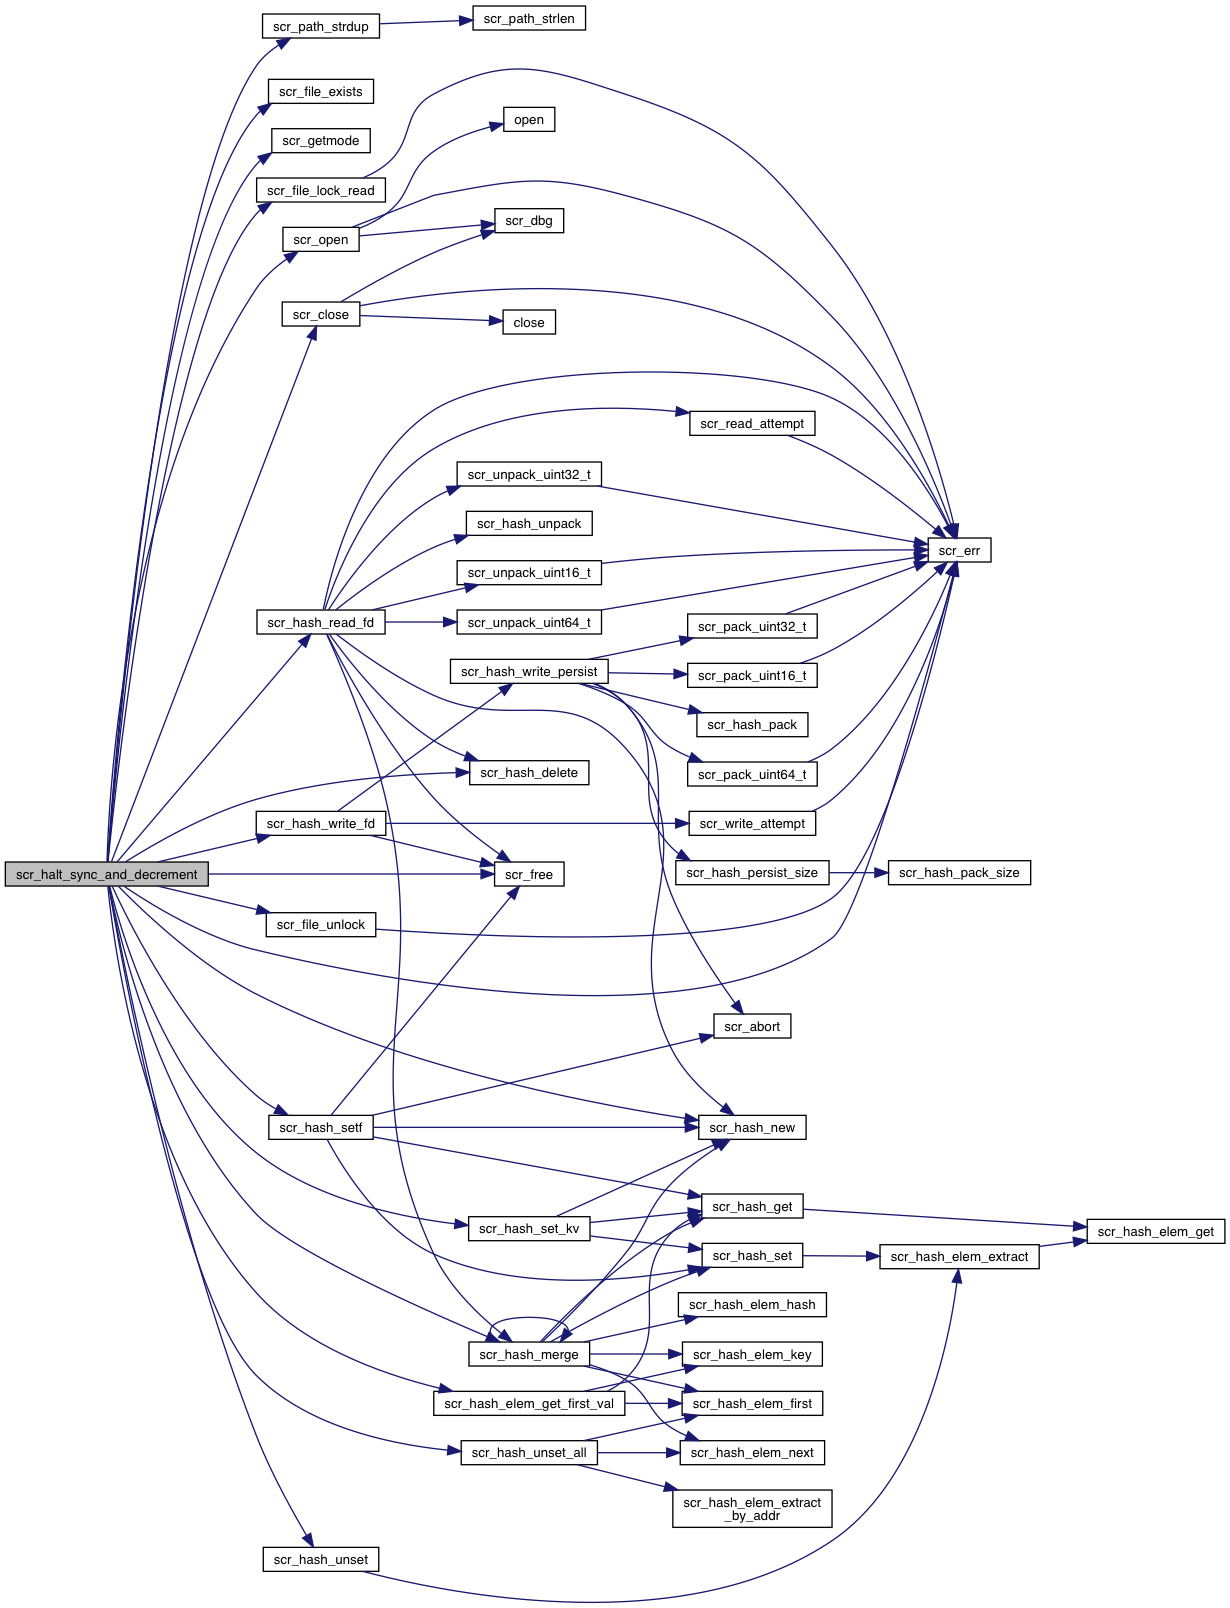 scr_path_strdup
scr_path_strlen
scr_file_exists
open
scr_getmode
scr_file_lock_read
scr_dbg
scr_open
scr_close
close
scr_read_attempt
scr_unpack_uint32_t
scr_hash_unpack
scr_err
scr_unpack_uint16_t
scr_hash_read_fd
scr_unpack_uint64_t
scr_pack_uint32_t
scr_hash_write_persist
scr_pack_uint16_t
scr_hash_pack
scr_hash_delete
scr_pack_uint64_t
scr_hash_write_fd
scr_write_attempt
scr_halt_sync_and_decrement
scr_free
scr_hash_persist_size
scr_hash_pack_size
scr_file_unlock
scr_abort
scr_hash_setf
scr_hash_new
scr_hash_get
scr_hash_set_kv
scr_hash_elem_get
scr_hash_set
scr_hash_elem_extract
scr_hash_elem_hash
scr_hash_merge
scr_hash_elem_key
scr_hash_elem_get_first_val
scr_hash_elem_first
scr_hash_unset_all
scr_hash_elem_next
scr_hash_elem_extract
_by_addr
scr_hash_unset